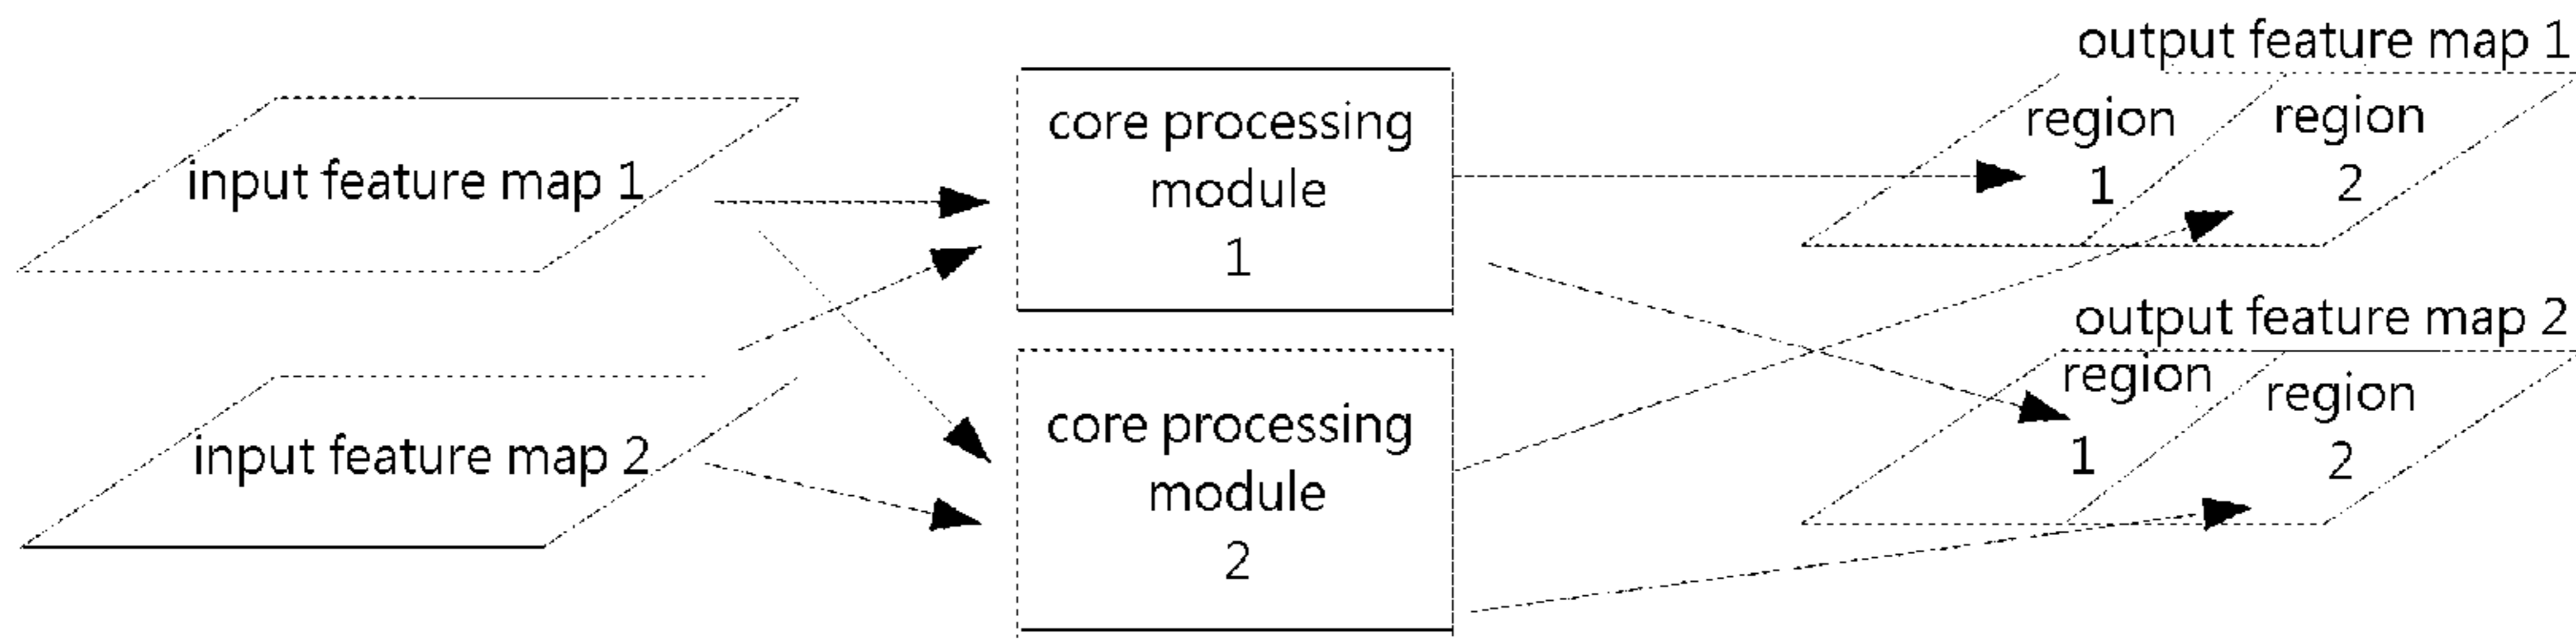 input feature map 1
input feature map 2
core processing
module
1
core processing
module
2
output feature map 1
region
1
region
2
output feature map 2
region
1
region
2